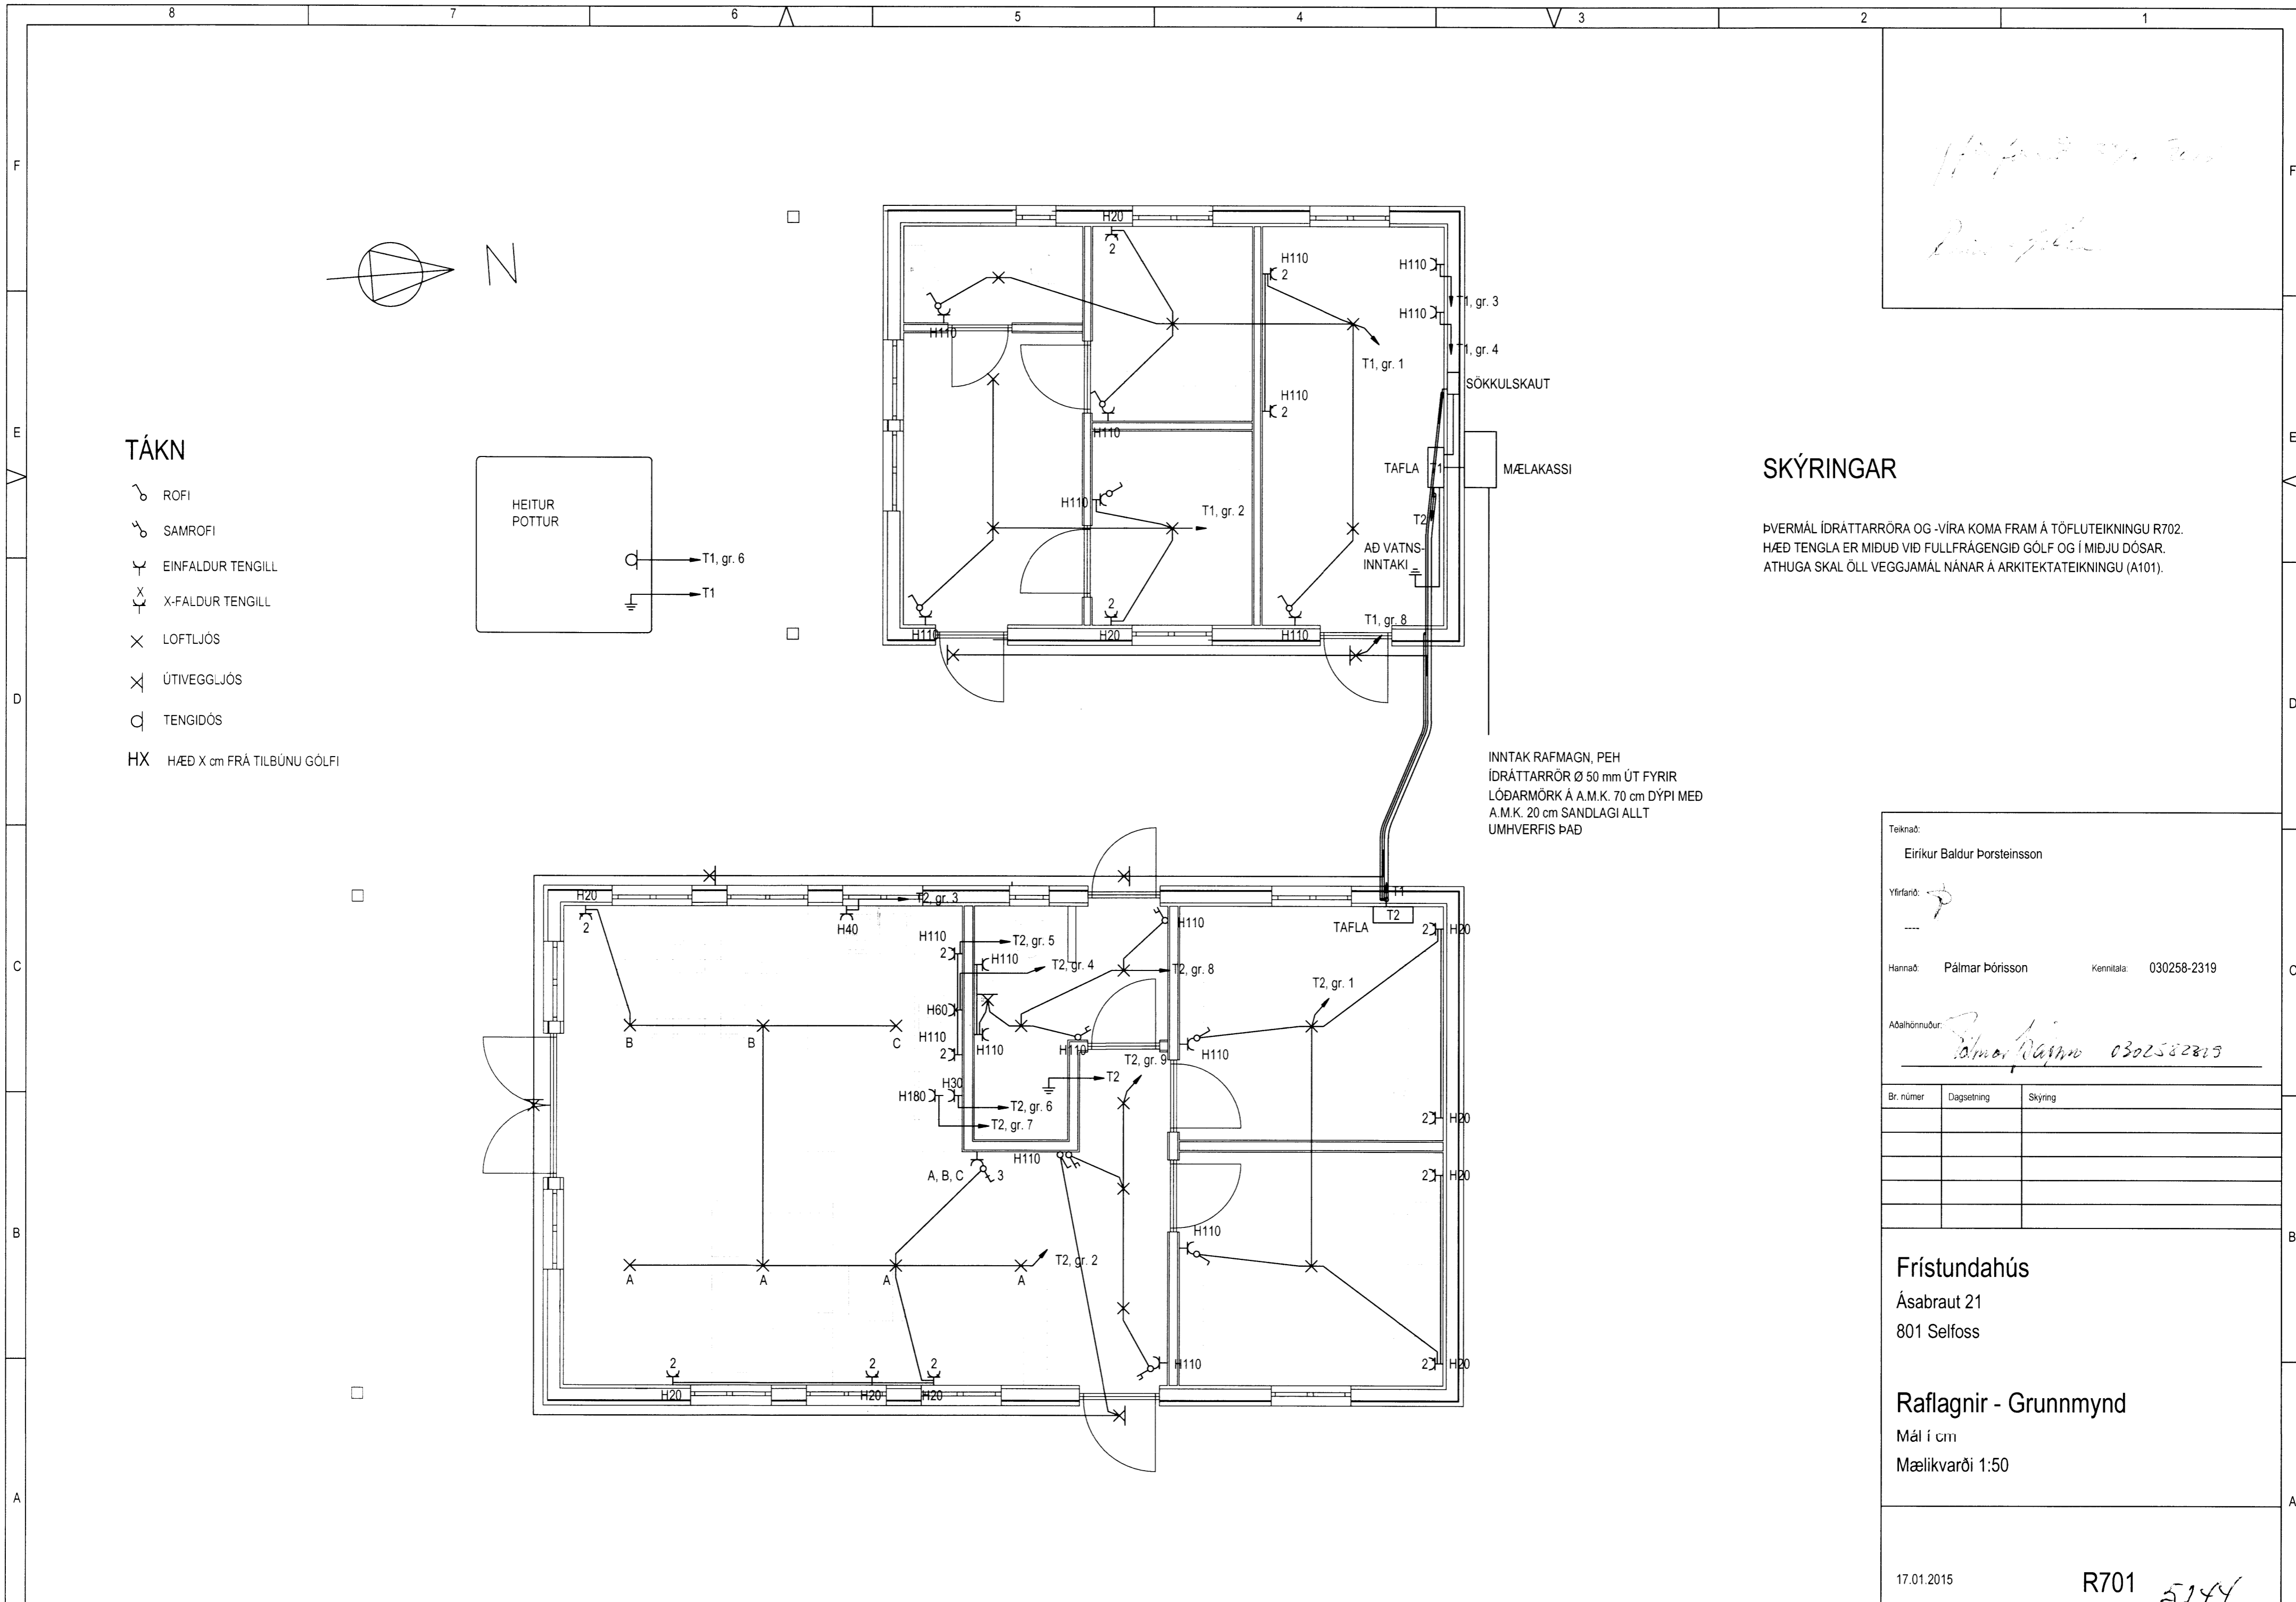 8 7 6 5 4 3 2 1
F
E
D
C
B
A
F
E
D
C
B
A
N
TÁKN
ROFI
SAMROFI
EINFALDUR TENGILL
X
X-FALDUR TENGILL
LOFTLJÓS
ÚTIVEGGLJÓS
TENGIDÓS
HX HÆÐ X cm FRÁ TILBÚNU GÓLFI
HEITUR
POTTUR
T1, gr. 6
T1
H20
2
H110
H110
2
H110
T1, gr. 3
H110
T1, gr. 4
T1, gr. 1
H110
2
H110
SÖKKULSKAUT
TAFLA T1
MÆLAKASSI
H110
T1, gr. 2
T2
AÐ VATNS-
INNTAKI
2
H110
H20
H110
T1, gr. 8
INNTAK RAFMAGN, PEH
ÍDRÁTTARRÖR Ø 50 mm ÚT FYRIR
LÓÐARMÖRK Á A.M.K. 70 cm DÝPI MEÐ
A.M.K. 20 cm SANDLAGI ALLT
UMHVERFIS ÞAÐ
SKÝRINGAR
ÞVERMÁL ÍDRÁTTARRÖRA OG -VÍRA KOMA FRAM Á TÖFLUTEIKNINGU R702.
HÆÐ TENGLA ER MIÐUÐ VIÐ FULLFRÁGENGIÐ GÓLF OG Í MIÐJU DÓSAR.
ATHUGA SKAL ÖLL VEGGJAMÁL NÁNAR Á ARKITEKTATEIKNINGU (A101).
H20
2
T2, gr. 3
H40
T1
T2
TAFLA
H110
2
T2, gr. 5
H110
T2, gr. 4
H110
T2, gr. 8
2 H20
T2, gr. 1
H60
H110
2
H110
H110
H110
B
B
C
T2, gr. 9
H30
H180
T2
T2, gr. 6
T2, gr. 7
2 H20
H110
A, B, C
3
2 H20
H110
T2, gr. 2
A
A
A
A
2
2
2
H20
H20
H20
H110
2 H20
Teiknað:
Eiríkur Baldur Þorsteinsson
Yfirfarið:
----
Hannað: Pálmar Þórisson Kennitala: 030258-2319
Aðalhönnuður:
0302582319
Br. númer Dagsetning Skýring
Frístundahús
Ásabraut 21
801 Selfoss
Raflagnir - Grunnmynd
Mál í cm
Mælikvarði 1:50
17.01.2015 R701 5244